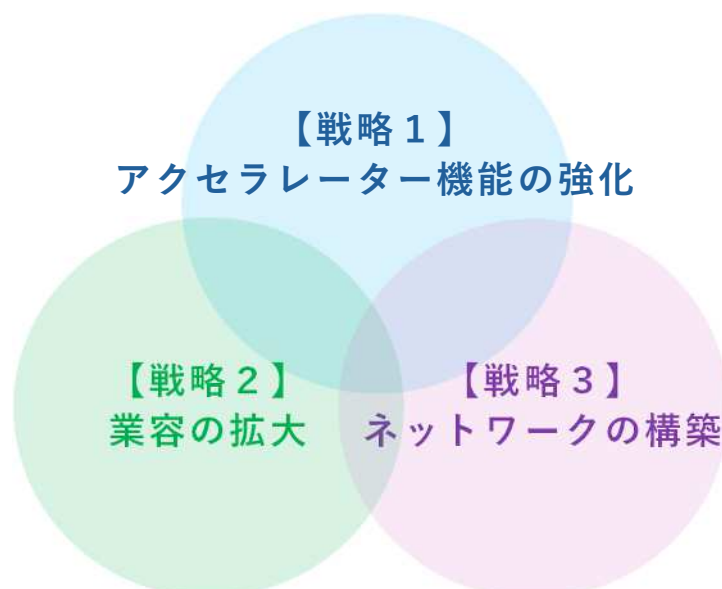 【戦略１】
アクセラレーター機能の強化
【戦略２】
業容の拡大
【戦略３】
ネットワークの構築